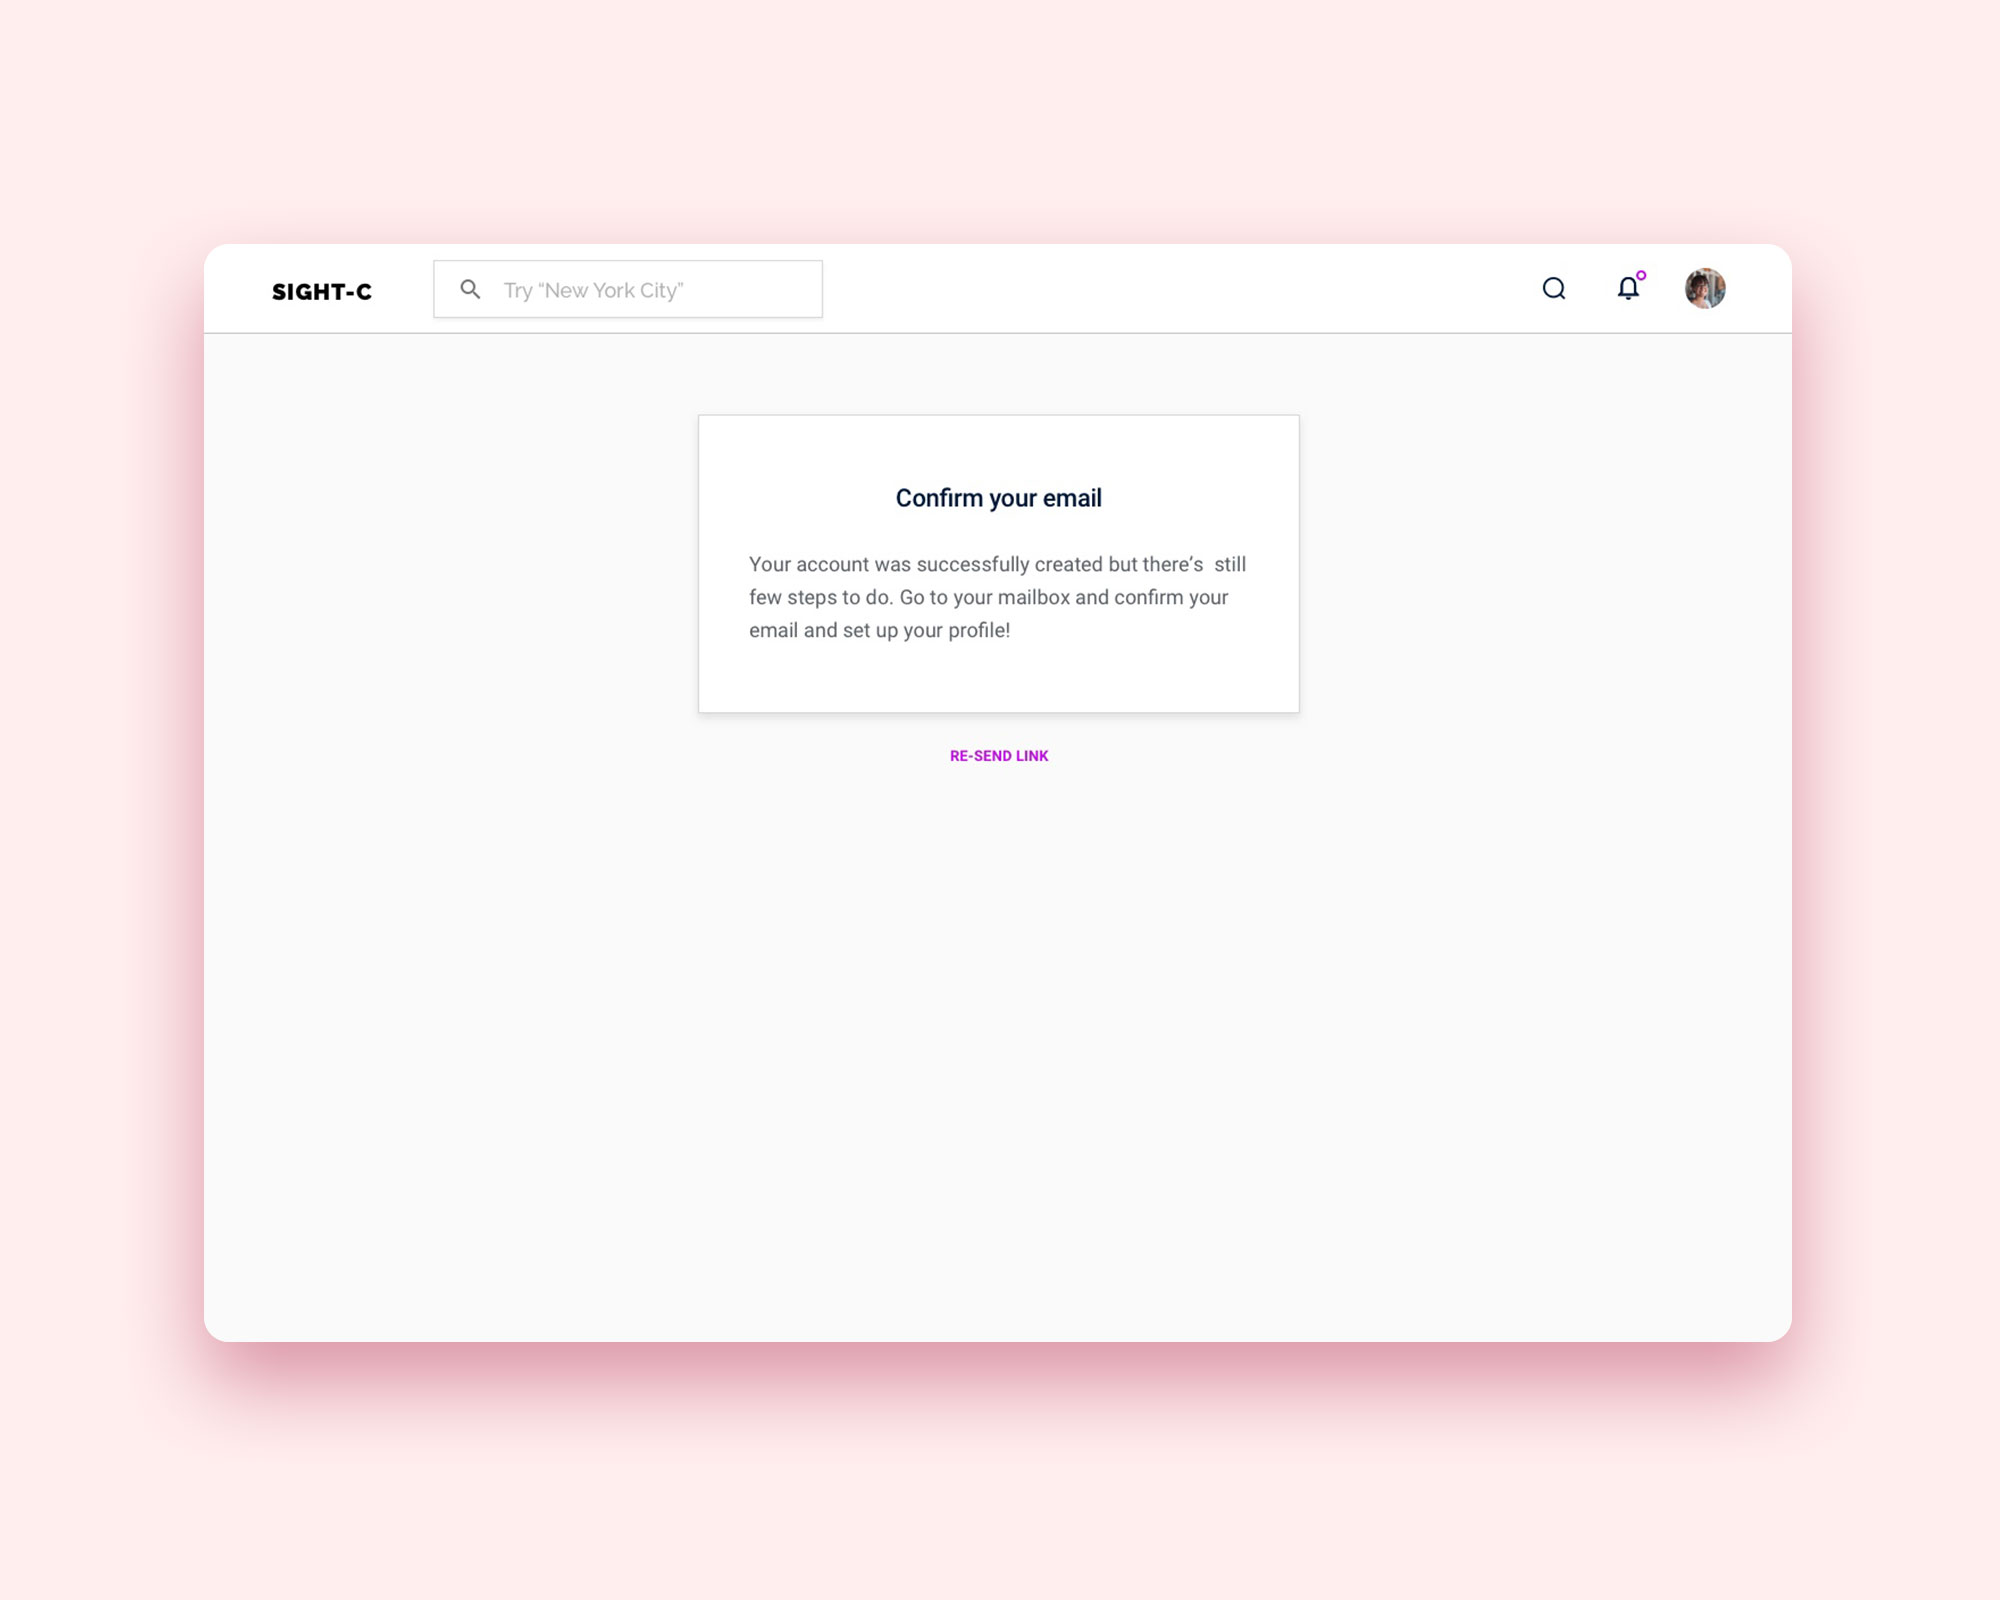 SIGHT-C
Try “New York City”
Confirm your email
Your account was successfully created but there‘s  still
few steps to do. Go to your mailbox and confirm your
email and set up your profile!
RE-SEND LINK